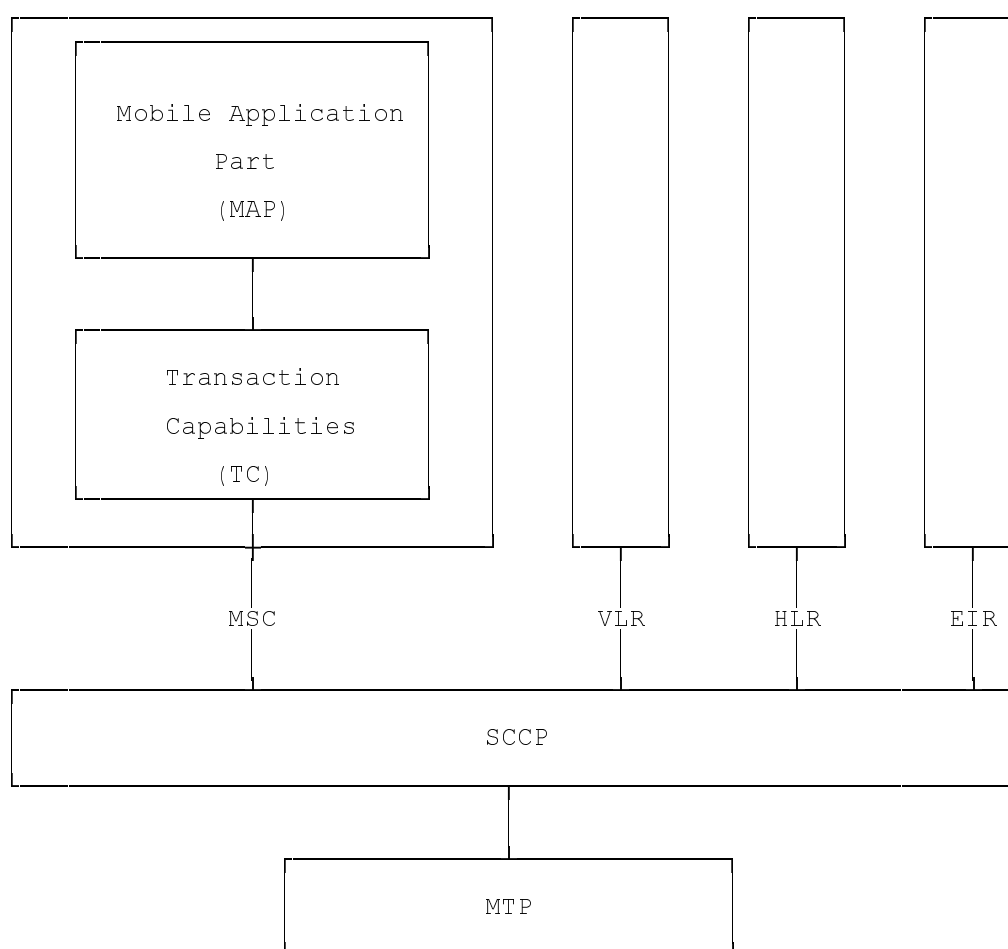 Mobile Application
Part
(MAP)
Transaction
Capabilities
(TC)
MSC
VLR
HLR
EIR
SCCP
MTP